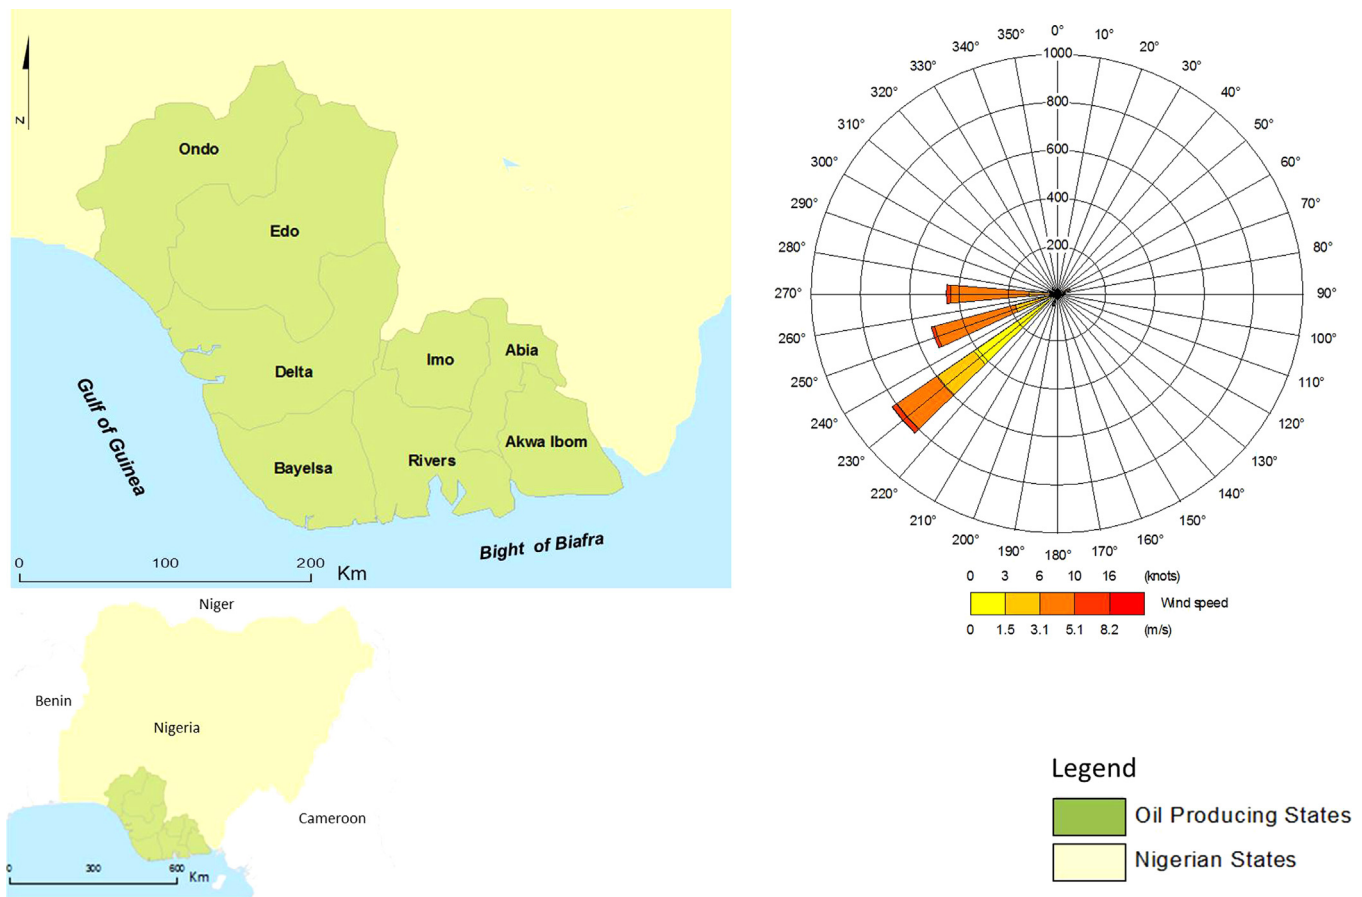 N
Ondo
Edo
Delta
Imo
Abia
Akwa Ibom
Rivers
Bayelsa
Gulf of Guinea
Bight of Biafra
0 100 200 Km
Niger
Benin
Nigeria
Cameroon
0 300 600 Km
0°
10°
20°
30°
40°
50°
60°
70°
80°
90°
100°
110°
120°
130°
140°
150°
160°
170°
180°
190°
200°
210°
220°
230°
240°
250°
260°
270°
280°
290°
300°
310°
320°
330°
340°
350°
1000
800
600
400
200
0 3 6 10 16 (knots)
Wind speed
0 1.5 3.1 5.1 8.2 (m/s)
Legend
Oil Producing States
Nigerian States